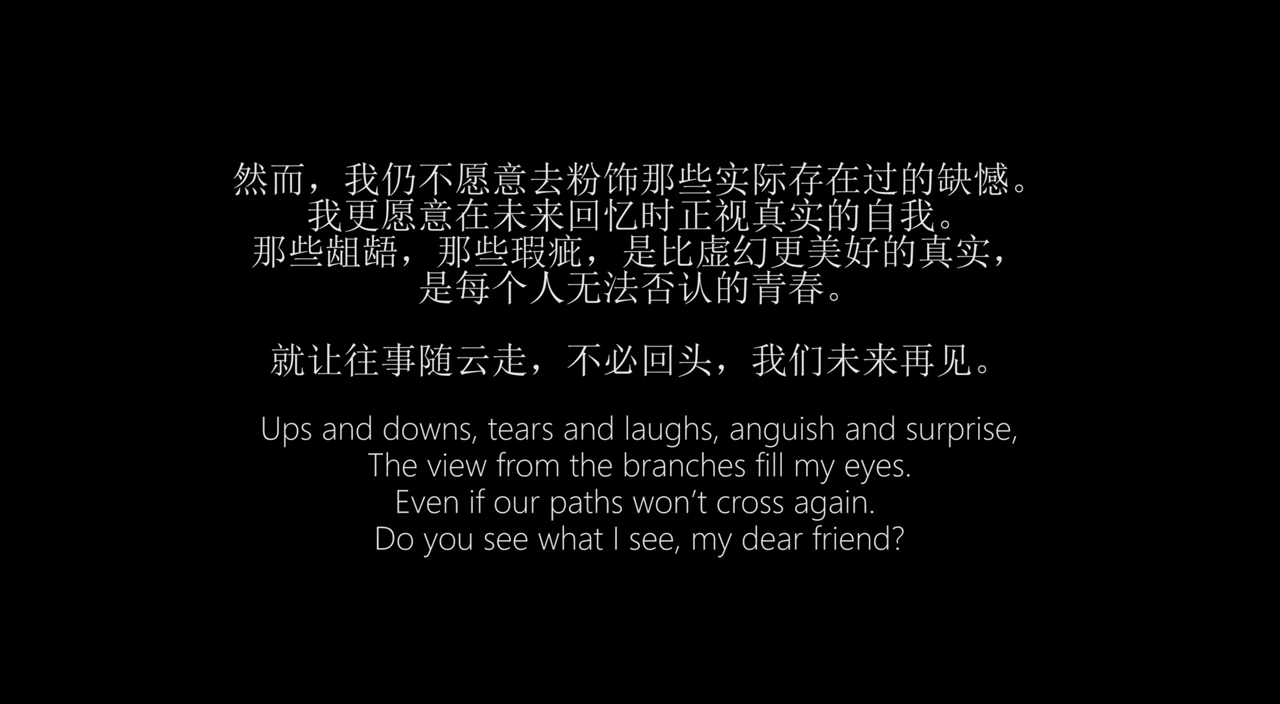 然而，我仍不愿意去粉饰那些实际存在过的缺憾。
我更愿意在未来回忆时正视真实的自我。
那些龃龉，那些瑕疵，是比虚幻更美好的真实，
是每个人无法否认的青春。
就让往事随云走，不必回头，我们未来再见。
Ups and downs, tears and laughs, anguish and surprise,
The view from the branches fill my eyes.
Even if our paths won’t cross again.
Do you see what I see, my dear friend?